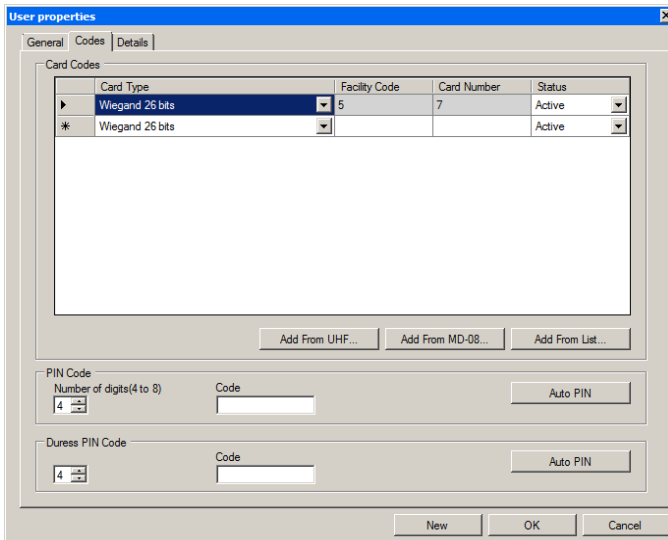 User properties
General Codes Details
Card Codes
Card Type Facility Code Card Number Status
Wiegand 26 bits 5 7 Active
Wiegand 26 bits Active
Add From UHF... Add From MD-08... Add From List...
PIN Code
Number of digits(4 to 8) Code
4 Auto PIN
Duress PIN Code
Code
4 Auto PIN
New OK Cancel